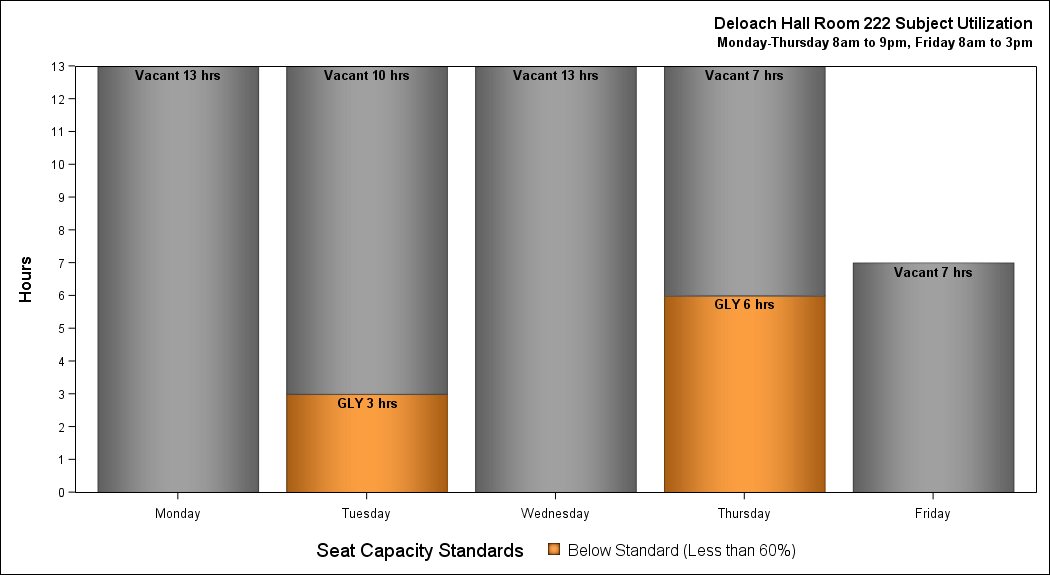 Deloach Hall Room 222 Subject Utilization
Monday-Thursday 8am to 9pm, Friday 8am to 3pm
Hours
13
12
11
10
9
8
7
6
5
4
3
2
1
0
Vacant 13 hrs
Vacant 10 hrs
GLY 3 hrs
Vacant 13 hrs
Vacant 7 hrs
GLY 6 hrs
Vacant 7 hrs
Monday
Tuesday
Wednesday
Thursday
Friday
Seat Capacity Standards
Below Standard (Less than 60%)